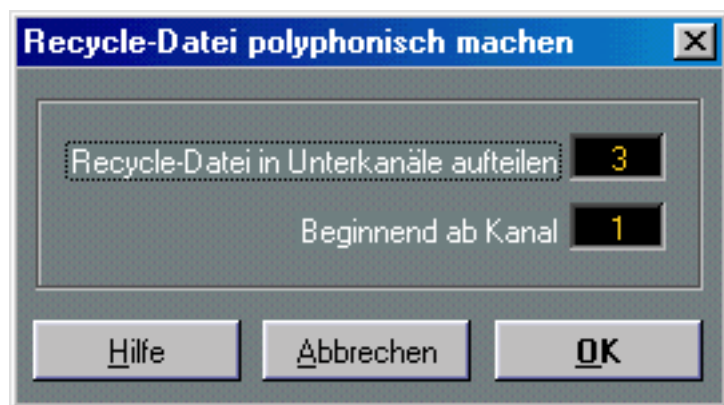 Recycle-Datei polyphonisch machen
Recycle-Datei in Unterkanäle aufteilen 3
Beginnend ab Kanal 1
Hilfe Abbrechen OK